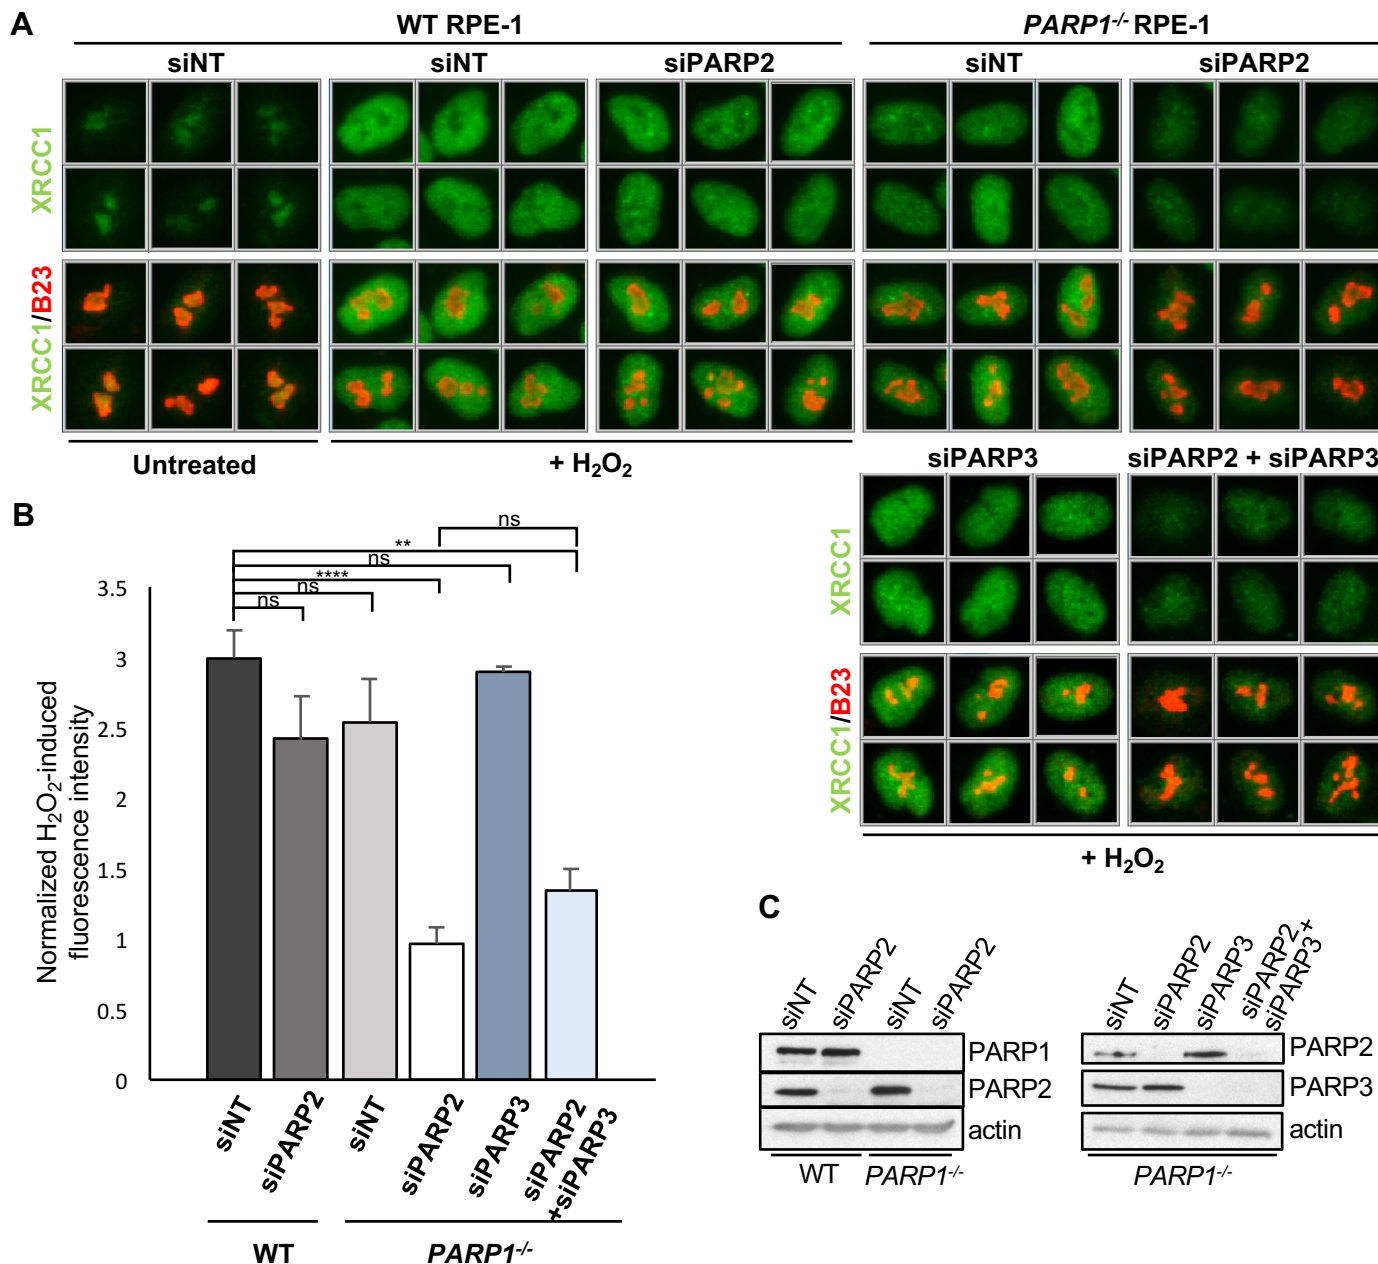 A
WT RPE-1
PARP1-/- RPE-1
siNT
siNT
siPARP2
siNT
siPARP2
XRCC1
XRCC1/B23
Untreated
+ H2O2
siPARP3
siPARP2 + siPARP3
XRCC1
XRCC1/B23
+ H2O2
B
ns
**
ns
****
ns
ns
3.5
3
2.5
2
1.5
1
0.5
0
Normalized H2O2-induced
fluorescence intensity
siNT
siPARP2
siNT
siPARP2
siPARP3
siPARP2
+siPARP3
WT
PARP1-/-
C
siNT
siPARP2
siNT
siPARP2
PARP1
PARP2
actin
WT
PARP1-/-
siNT
siPARP2
siPARP3
siPARP2+
siPARP3
PARP2
PARP3
actin
PARP1-/-